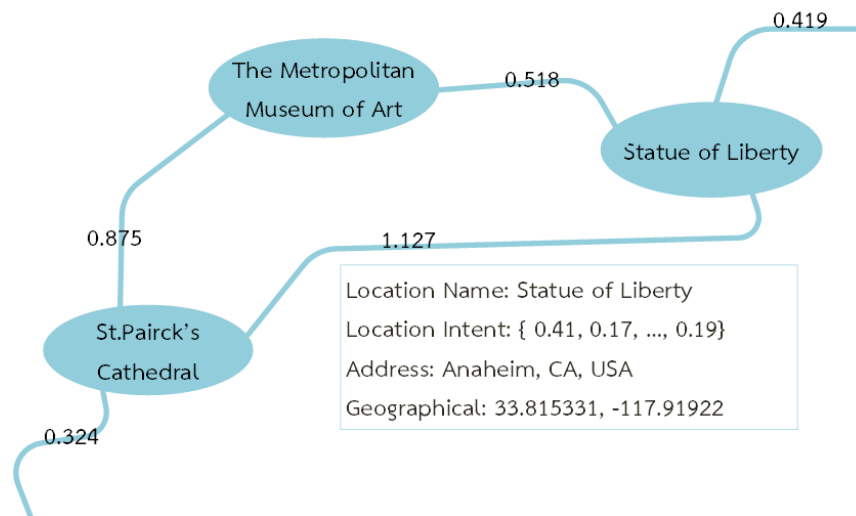 0.419
The Metropolitan
Museum of Art
0.518
Statue of Liberty
0.875
1.127
Location Name: Statue of Liberty
Location Intent: { 0.41, 0.17, ..., 0.19}
Address: Anaheim, CA, USA
Geographical: 33.815331, -117.91922
St.Pairck's
Cathedral
0.324